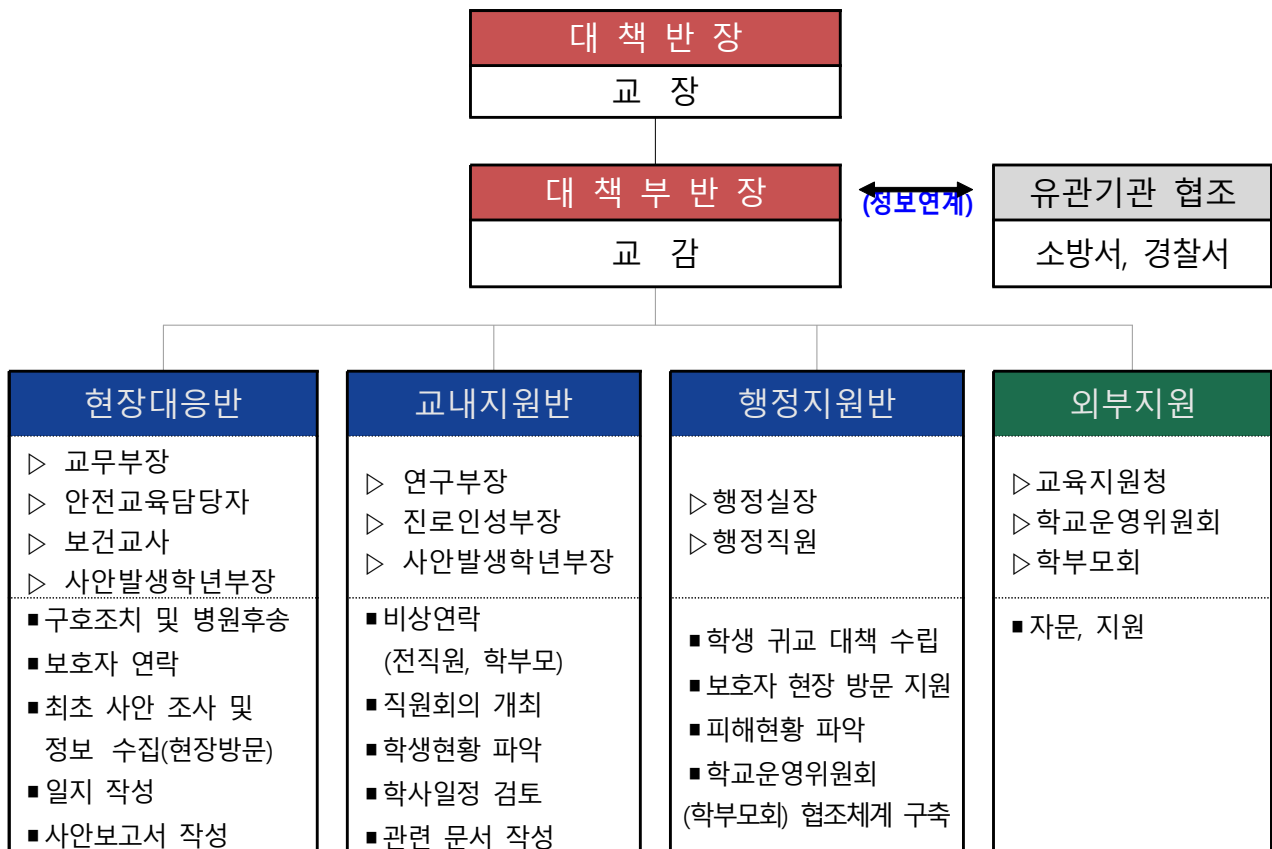 대 책 반 장
교 장
대 책 부 반 장
교 감
(정보연계)
유관기관 협조
소방서, 경찰서
현장대응반
▷ 교무부장
▷ 안전교육담당자
▷ 보건교사
▷ 사안발생학년부장
■구호조치 및 병원후송
■보호자 연락
■최초 사안 조사 및
정보 수집(현장방문)
■일지 작성
■사안보고서 작성
교내지원반
▷ 연구부장
▷ 진로인성부장
▷ 사안발생학년부장
■비상연락
(전직원, 학부모)
■직원회의 개최
■학생현황 파악
■학사일정 검토
■관련 문서 작성
행정지원반
▷행정실장
▷행정직원
■학생 귀교 대책 수립
■보호자 현장 방문 지원
■피해현황 파악
■학교운영위원회
(학부모회) 협조체계 구축
외부지원
▷교육지원청
▷학교운영위원회
▷학부모회
■자문, 지원